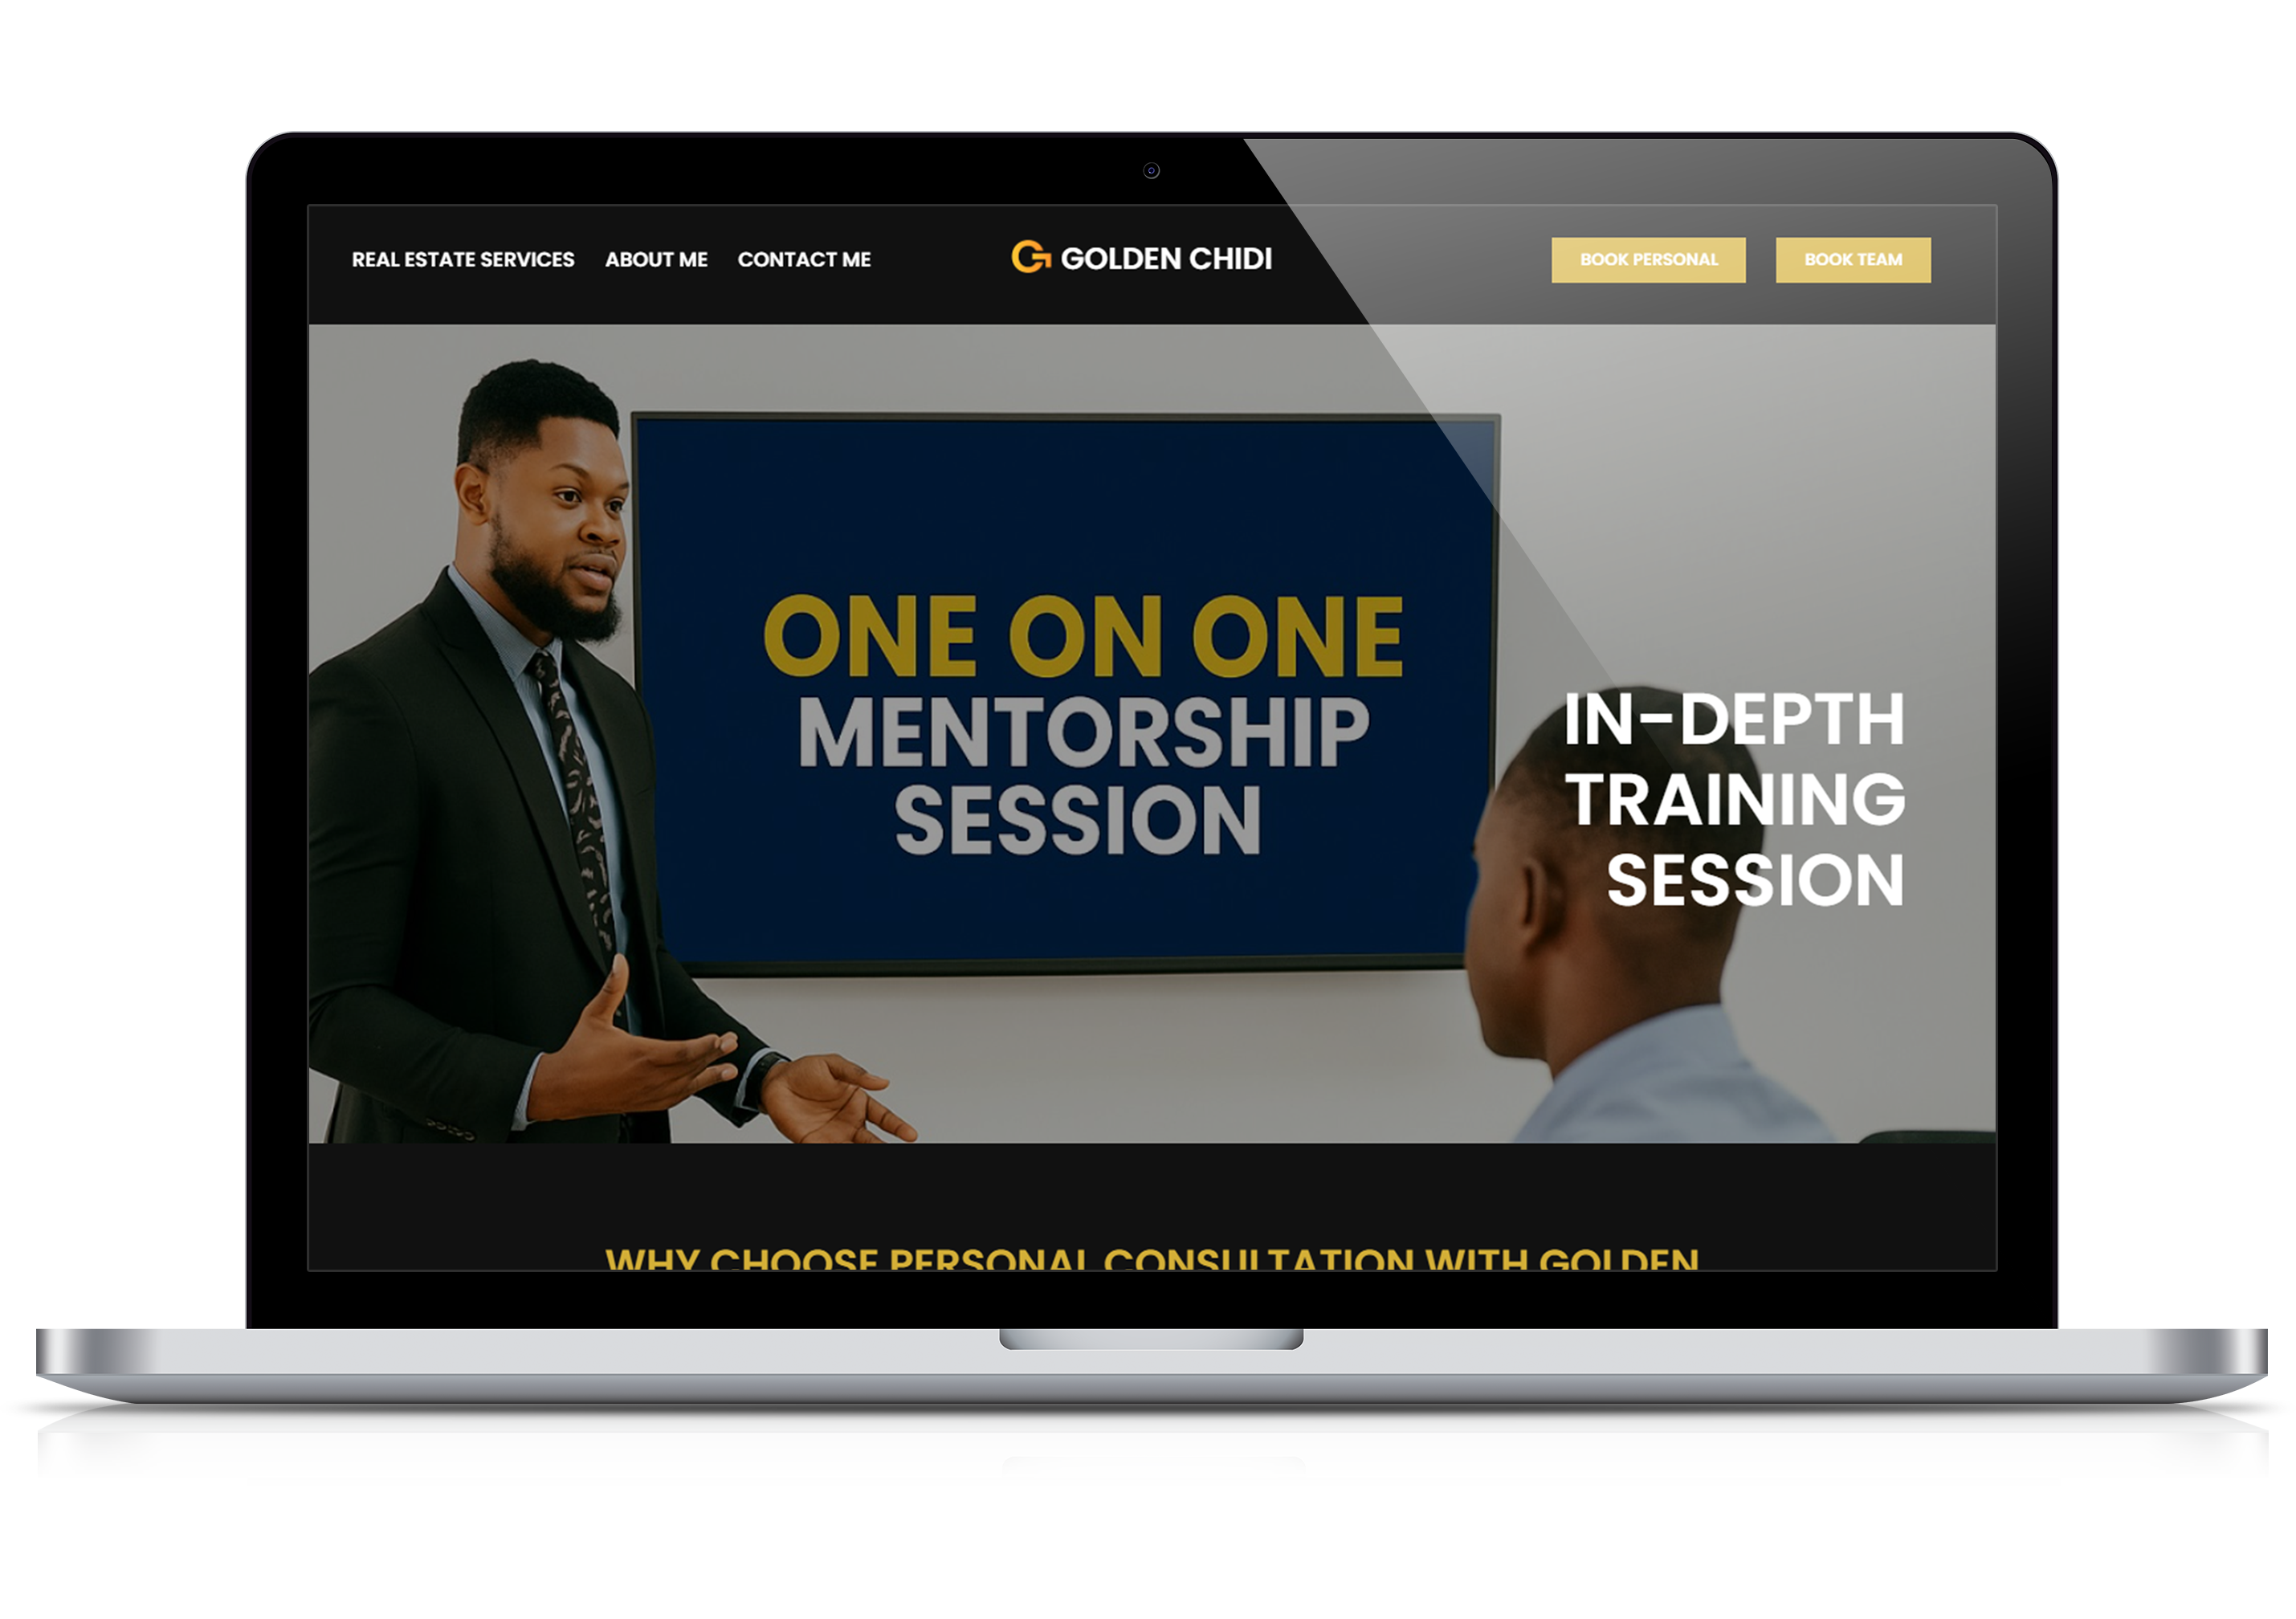 REAL ESTATE SERVICES ABOUT ME CONTACT ME GOLDEN CHIDI BOOK PERSONAL BOOK TEAM
ONE ON ONE
MENTORSHIP
SESSION
IN-DEPTH
TRAINING
SESSION
WHY CHOOSE PERSONAL CONSULTATION WITH GOLDEN